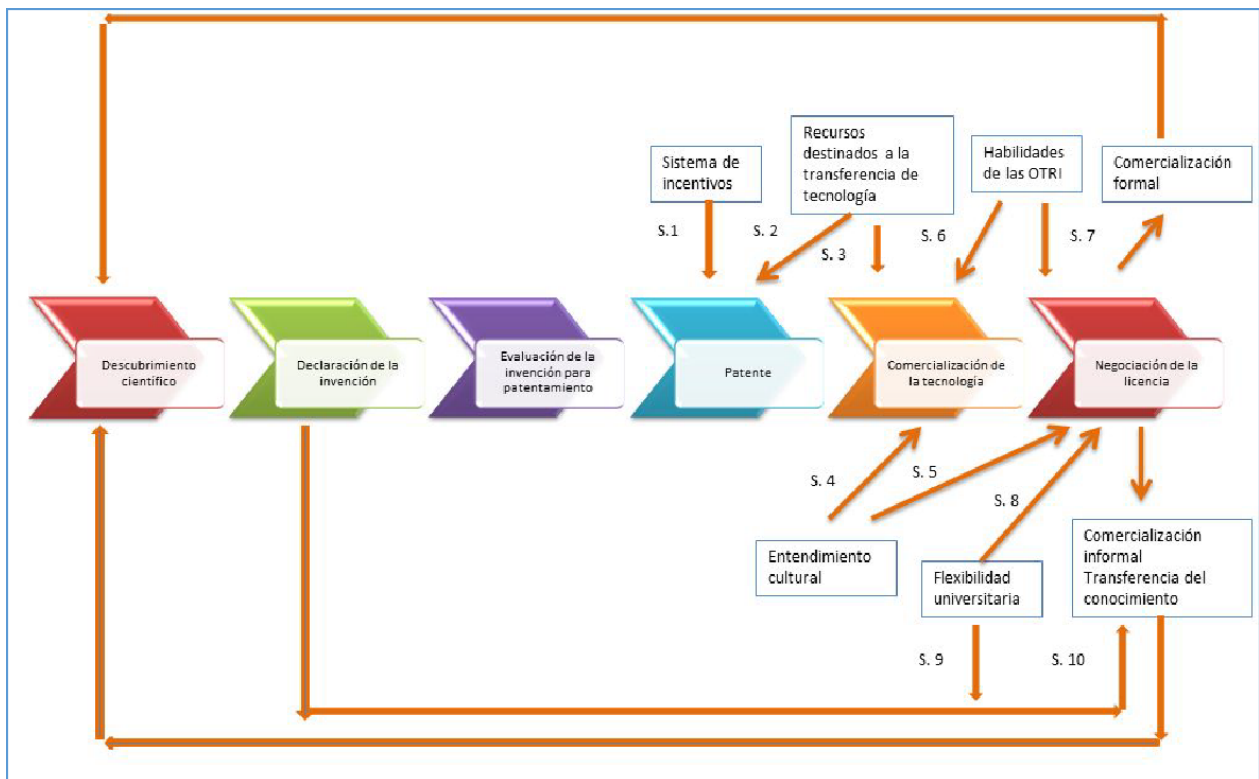 Sistema de
incentivos
Recursos
destinados a la
transferencia de
tecnología
Habilidades
de las OTRI
Comercialización
formal
S.1
S. 2
S. 3
S. 6
S. 7
Descubrimiento
científico
Declaración de la
invención
Evaluación de la
invención para
patentamiento
Patente
Comercialización de
la tecnología
Negociación de la
licencia
S. 4
S. 5
S. 8
Entendimiento
cultural
Flexibilidad
universitaria
Comercialización
informal
Transferencia del
conocimiento
S. 9
S. 10